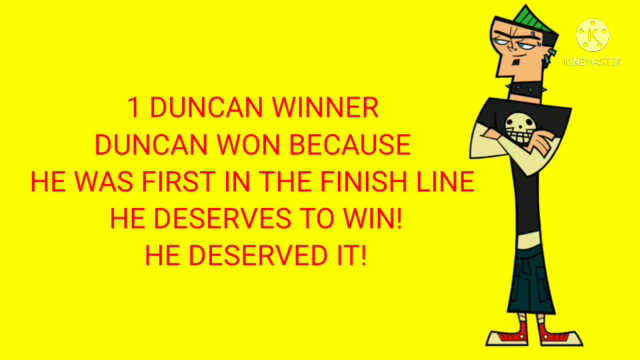 1 DUNCAN WINNER
DUNCAN WON BECAUSE
HE WAS FIRST IN THE FINISH LINE
HE DESERVES TO WIN!
HE DESERVED IT!
K
KINEMASTER